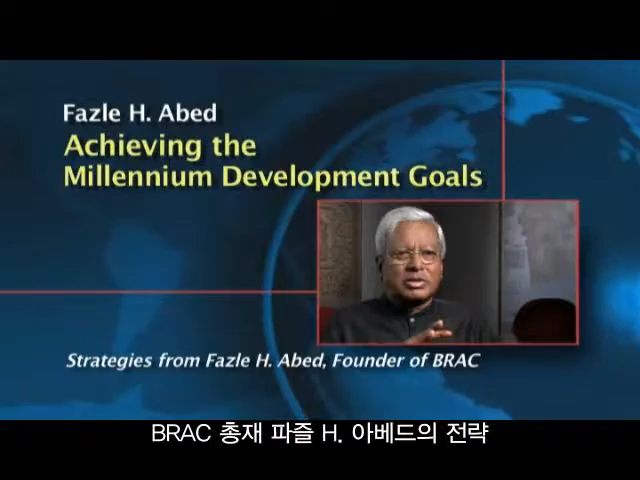 Fazle H. Abed
Achieving the
Millennium Development Goals
Strategies from Fazle H. Abed, Founder of BRAC
BRAC 총재 파즐 H. 아베드의 전략